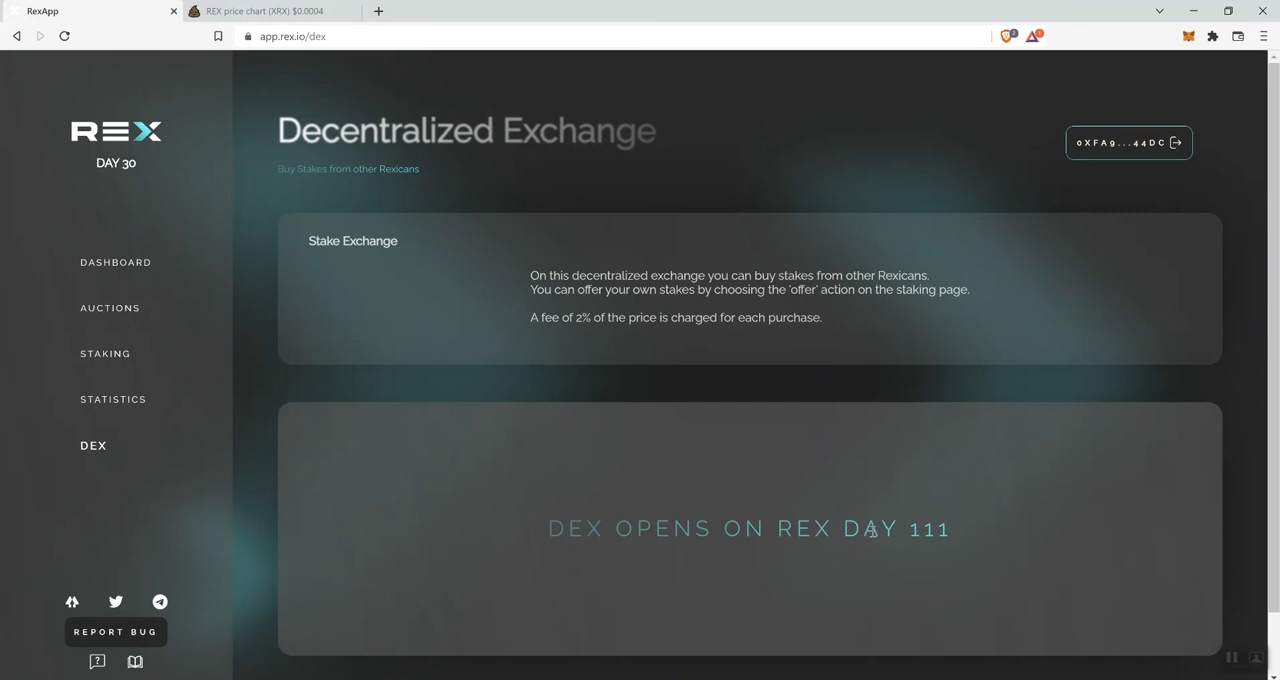 RexApp
REX price chart (XRX) $0.0004
app.rex.io/dex
2
1
REX
DAY 30
Decentralized Exchange
0XFA9...44DC
Buy Stakes from other Rexicans
DASHBOARD
AUCTIONS
STAKING
STATISTICS
DEX
Stake Exchange
On this decentralized exchange you can buy stakes from other Rexicans.
You can offer your own stakes by choosing the 'offer' action on the staking page.
A fee of 2% of the price is charged for each purchase.
DEX OPENS ON REX DAY 111
REPORT BUG